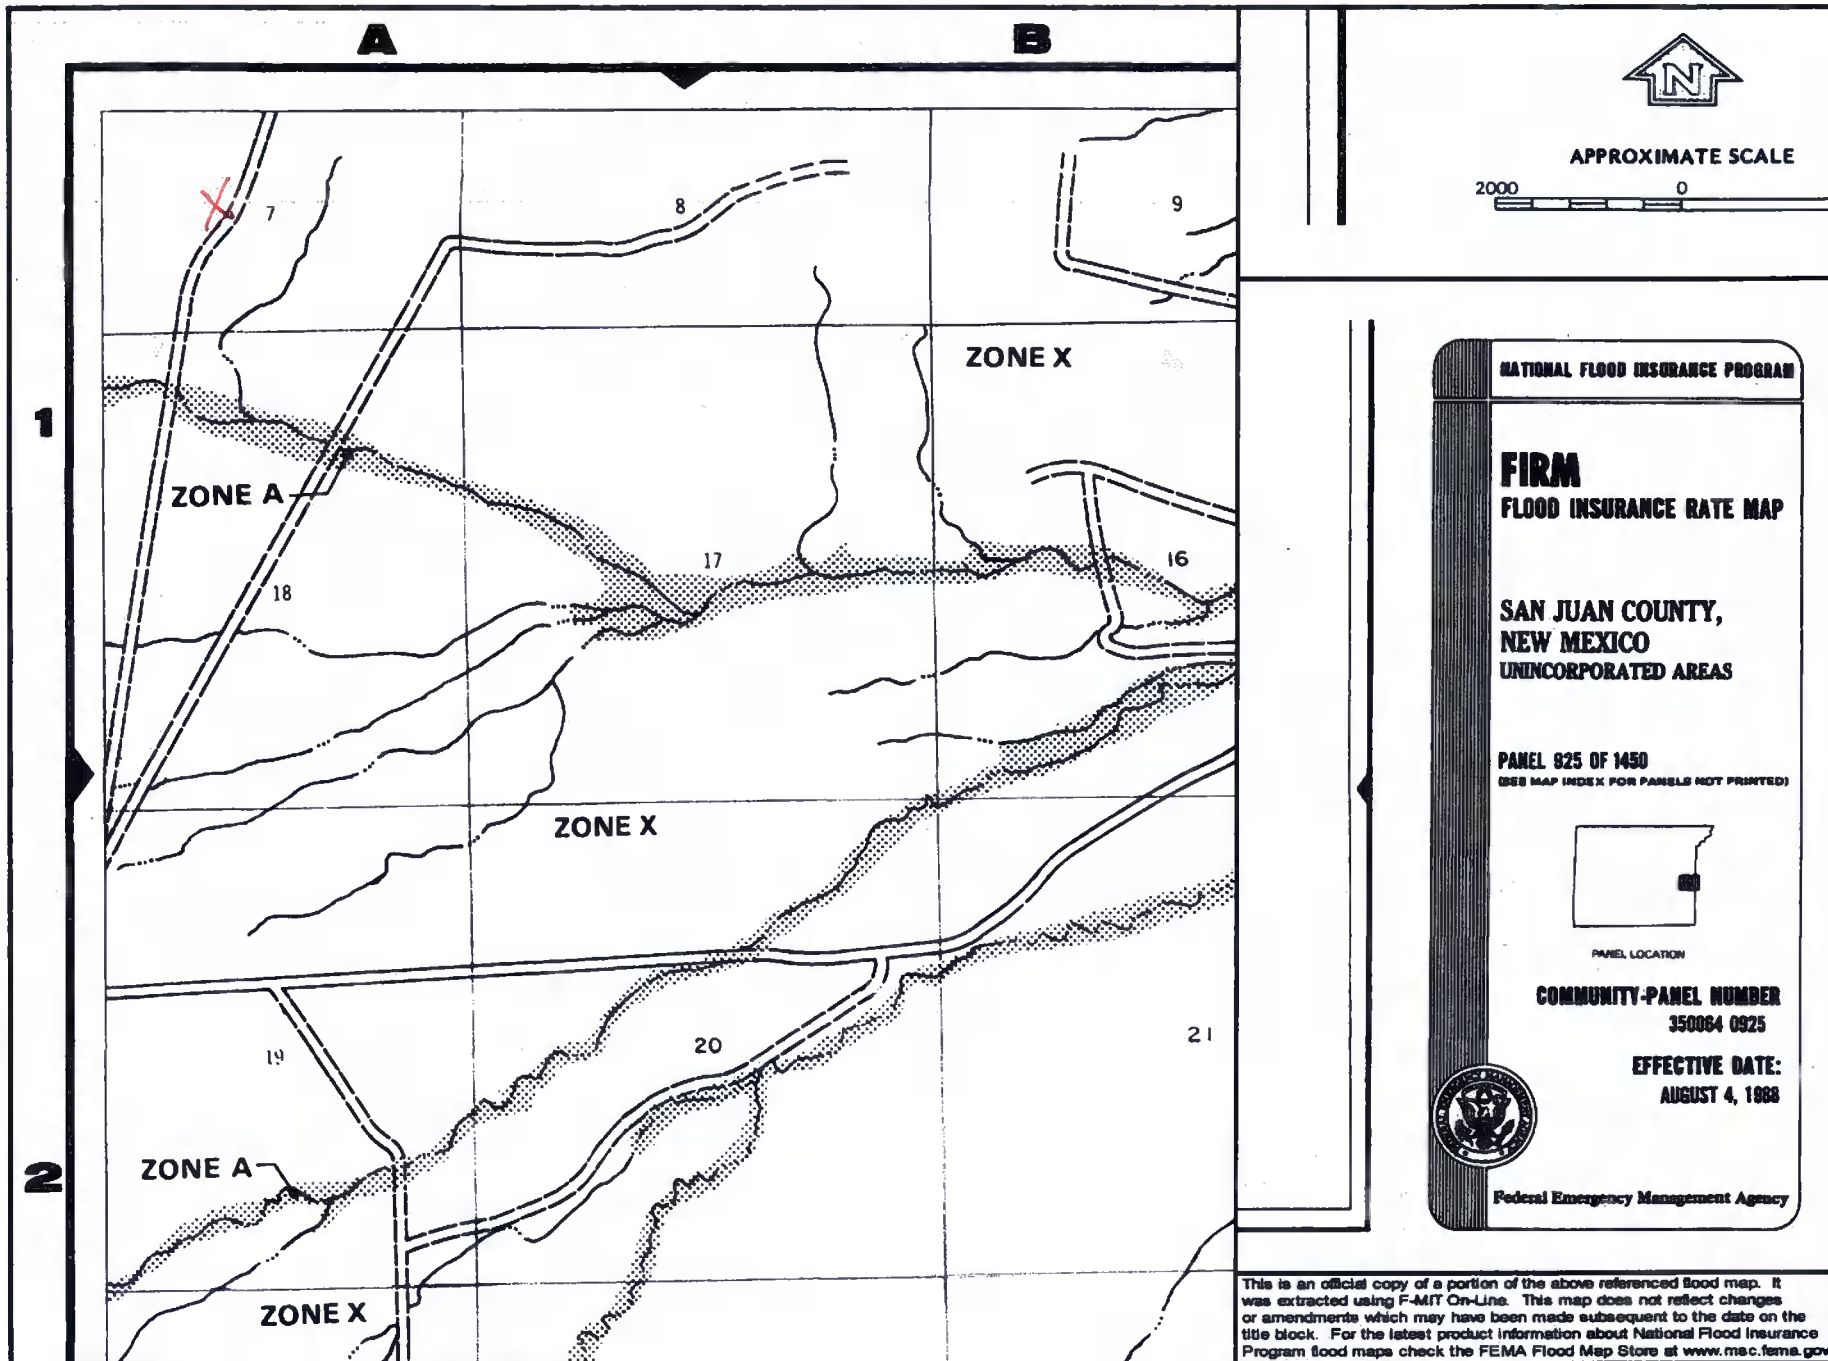 A
B
N
APPROXIMATE SCALE
2000 0
7
8
9
ZONE X
NATIONAL FLOOD INSURANCE PROGRAM
1
FIRM
FLOOD INSURANCE RATE MAP
ZONE A
17
16
18
SAN JUAN COUNTY,
NEW MEXICO
UNINCORPORATED AREAS
PANEL 925 OF 1450
(SEE MAP INDEX FOR PANELS NOT PRINTED)
ZONE X
PANEL LOCATION
COMMUNITY-PANEL NUMBER
350064 0925
19
20
21
EFFECTIVE DATE:
AUGUST 4, 1988
2
ZONE A
Federal Emergency Management Agency
ZONE X
This is an official copy of a portion of the above referenced flood map. It
was extracted using F-MIT On-Line. This map does not reflect changes
or amendments which may have been made subsequent to the date on the
title block. For the latest product information about National Flood Insurance
Program flood maps check the FEMA Flood Map Store at www.msc.fema.gov